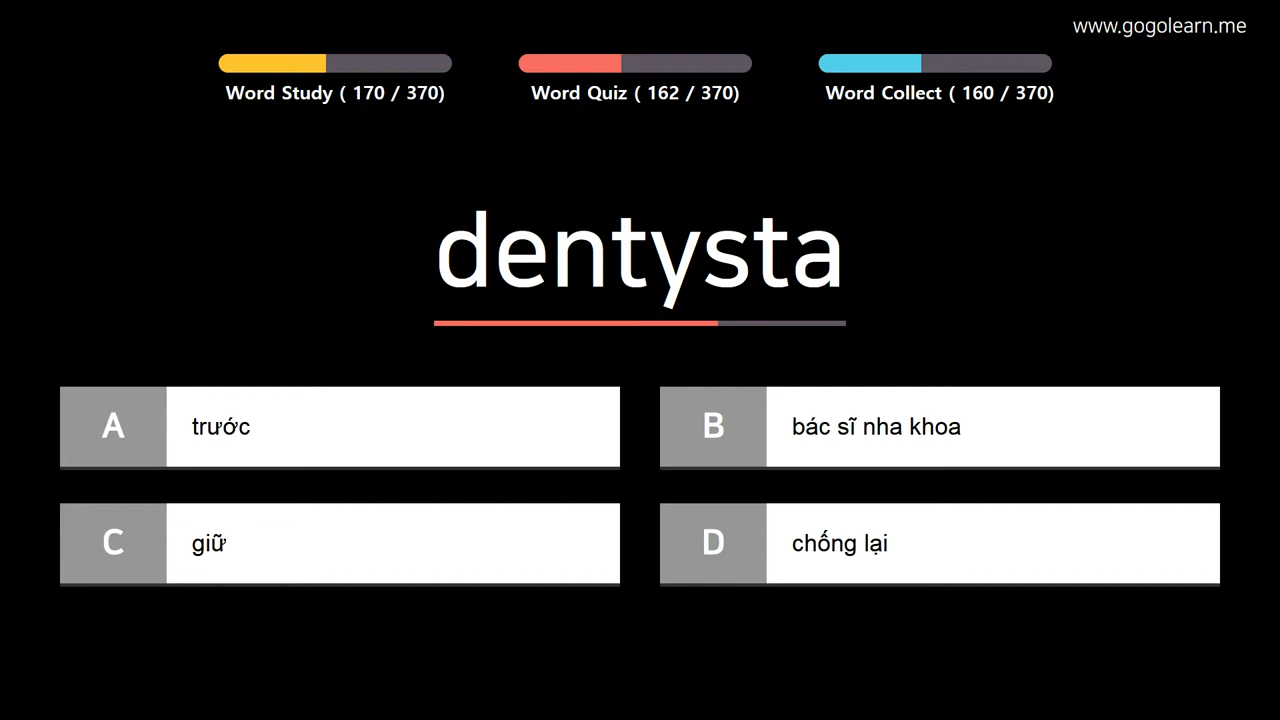 www.gogolearn.me
Word Study ( 170 / 370)
Word Quiz ( 162 / 370)
Word Collect ( 160 / 370)
dentysta
A trước
B bác sĩ nha khoa
C giữ
D chống lại